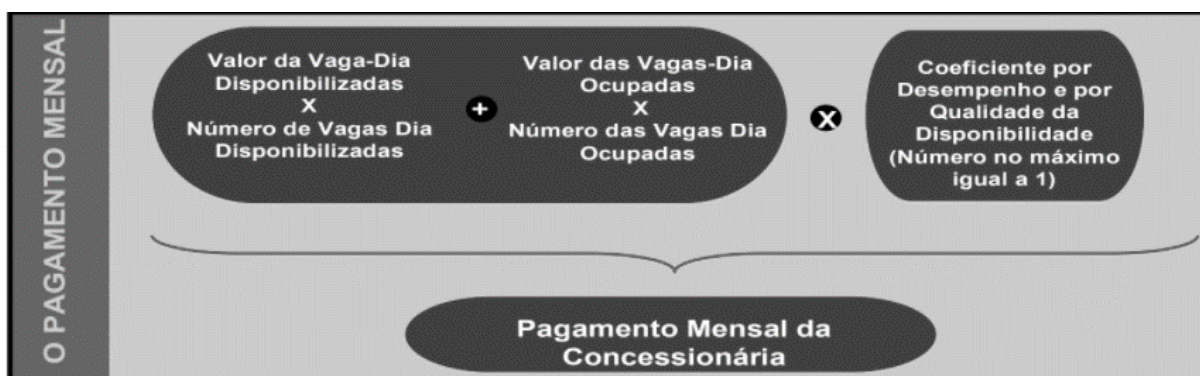 O PAGAMENTO MENSAL
Valor da Vaga-Dia
Disponibilizadas
X
Número de Vagas Dia
Disponibilizadas
+
Valor das Vagas-Dia
Ocupadas
X
Número das Vagas Dia
Ocupadas
X
Coeficiente por
Desempenho e por
Qualidade da
Disponibilidade
(Número no máximo
igual a 1)
Pagamento Mensal da
Concessionária